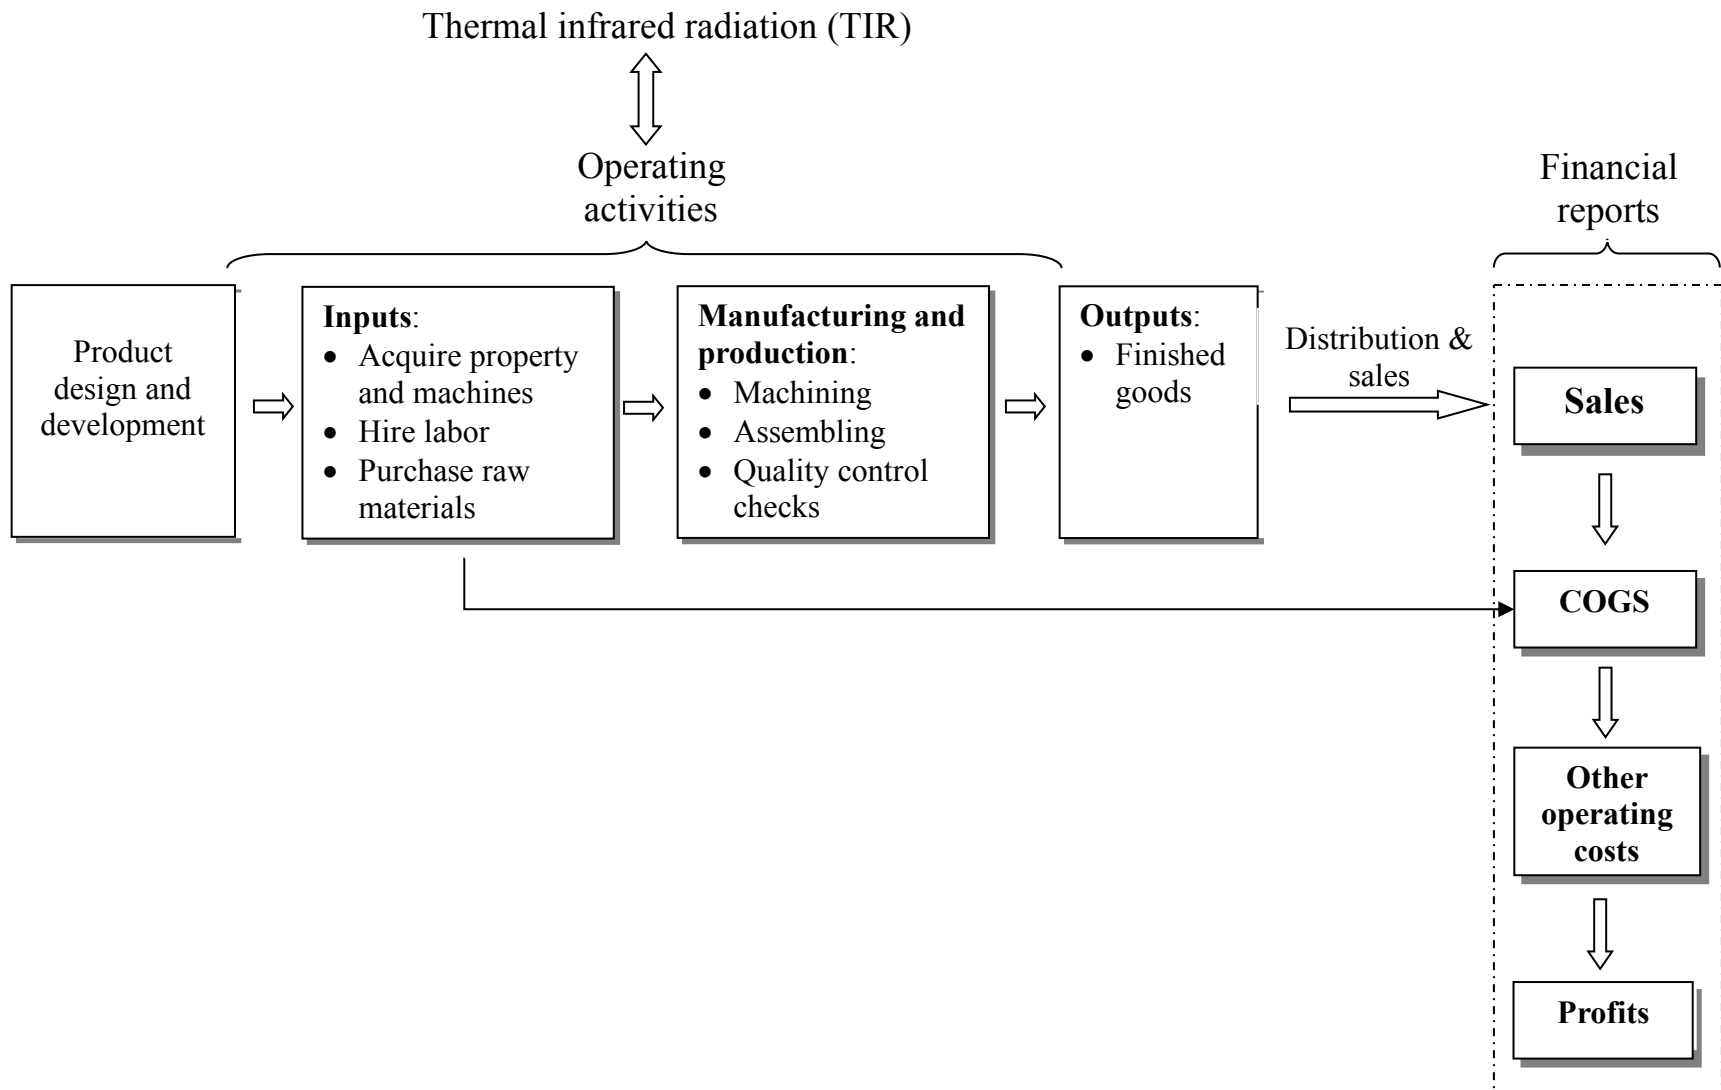 Thermal infrared radiation (TIR)
Operating
activities
Financial
reports
Product
design and
development
Inputs:
• Acquire property
and machines
• Hire labor
• Purchase raw
materials
Manufacturing and
production:
• Machining
• Assembling
• Quality control
checks
Outputs:
• Finished
goods
Distribution &
sales
Sales
COGS
Other
operating
costs
Profits